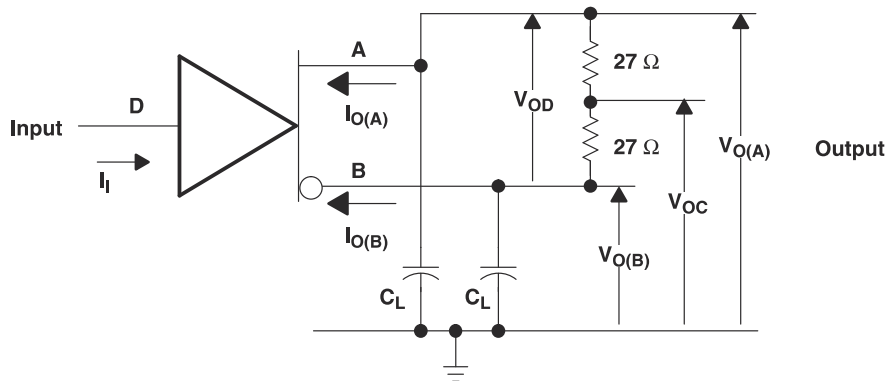 A
27 Ω
D
I_O(A)
V_OD
Input
27 Ω
V_O(A)
Output
B
I_I
V_OC
I_O(B)
V_O(B)
C_L
C_L